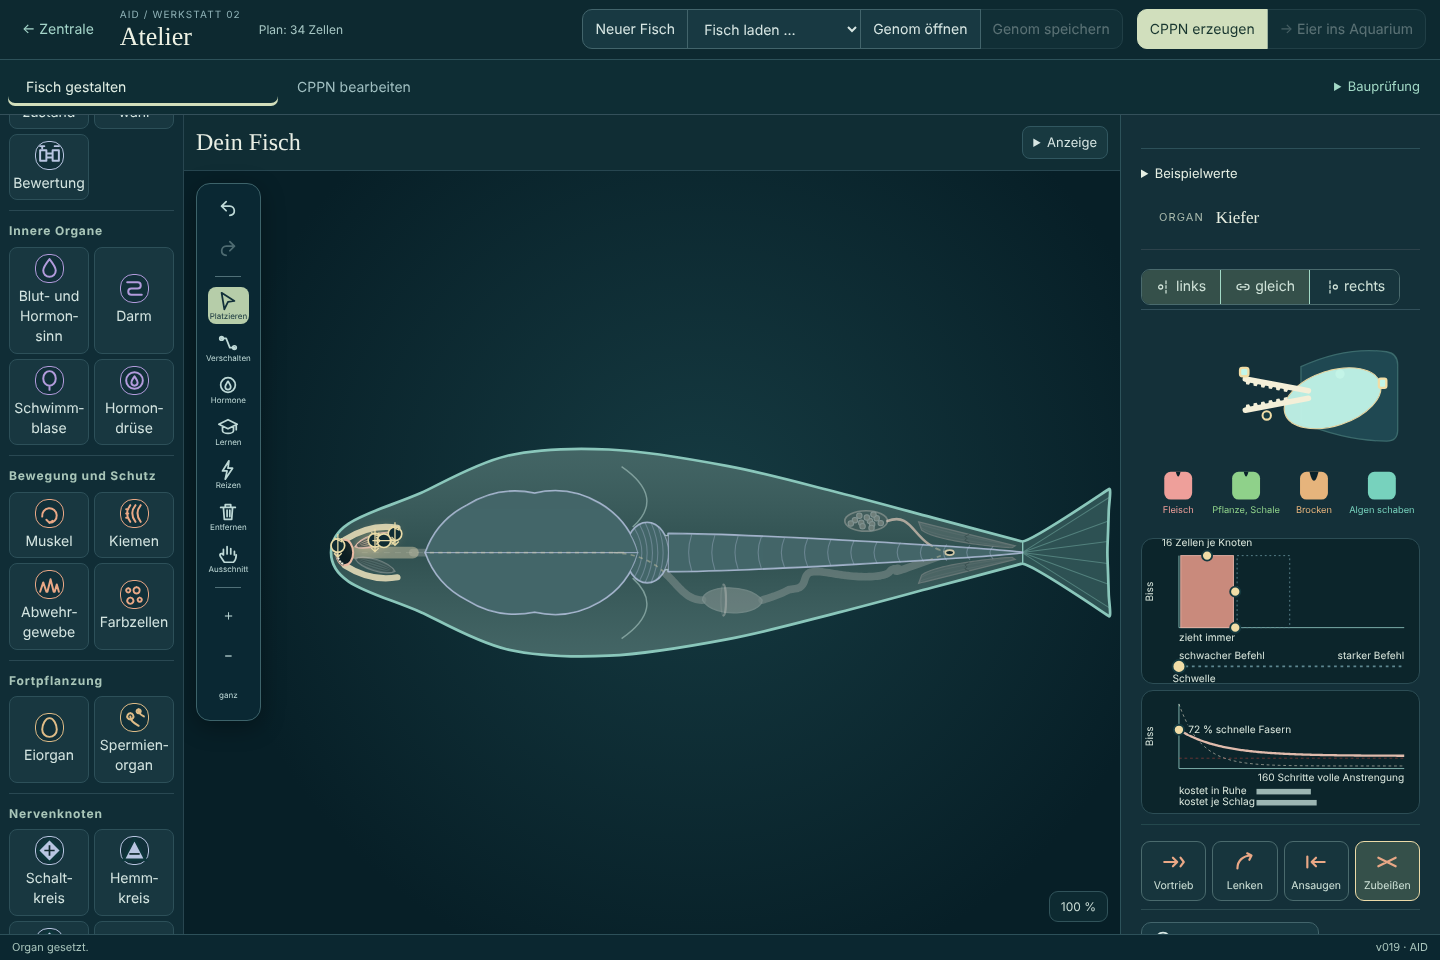 ← Zentrale
AID / WERKSTATT 02
Atelier
Plan: 34 Zellen
Neuer Fisch
Fisch laden ...
Genom öffnen
Genom speichern
CPPN erzeugen
→ Eier ins Aquarium
Fisch gestalten
CPPN bearbeiten
▶ Bauprüfung
Bewertung
Innere Organe
Blut- und
Hormon-
sinn
Darm
Schwimm-
blase
Hormon-
drüse
Bewegung und Schutz
Muskel
Kiemen
Abwehr-
gewebe
Farbzellen
Fortpflanzung
Eiorgan
Spermien-
organ
Nervenknoten
Schalt-
kreis
Hemm-
kreis
Dein Fisch
▶ Anzeige
Platzieren
Verschalten
Hormone
Lernen
Reizen
Entfernen
Ausschnitt
+
−
ganz
100 %
▶ Beispielwerte
ORGAN Kiefer
links
gleich
rechts
Fleisch
Pflanze, Schale
Brocken
Algen schaben
16 Zellen je Knoten
Biss
zieht immer
schwacher Befehl
starker Befehl
Schwelle
Biss
72 % schnelle Fasern
160 Schritte volle Anstrengung
kostet in Ruhe
kostet je Schlag
Vortrieb
Lenken
Ansaugen
Zubeißen
Organ gesetzt.
v019 · AID